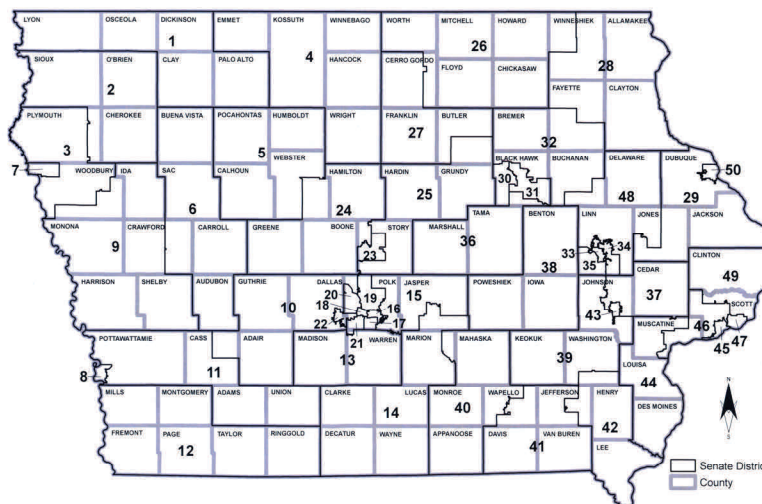 LYON OSCEOLA DICKINSON EMMET KOSSUTH WINNEBAGO WORTH MITCHELL HOWARD WINNESHIEK ALLAMAKEE
1 4 26
SIOUX O'BRIEN CLAY PALO ALTO HANCOCK CERRO GORDO FLOYD CHICKASAW 28
2 FAYETTE CLAYTON
PLYMOUTH CHEROKEE BUENA VISTA POCAHONTAS HUMBOLDT WRIGHT FRANKLIN BUTLER BREMER
3 5 27 32
WEBSTER
7 WOODBURY IDA SAC CALHOUN HAMILTON HARDIN GRUNDY BLACK HAWK BUCHANAN DELAWARE DUBUQUE 50
30 31
6 24 25 48 29
MONONA CRAWFORD CARROLL GREENE BOONE STORY MARSHALL TAMA BENTON LINN JONES JACKSON
9 23 36 33 34 35
38
HARRISON SHELBY AUDUBON GUTHRIE DALLAS POLK JASPER POWESHIEK IOWA JOHNSON CEDAR CLINTON
10 20 19 15 37 49
18 16 SCOTT
22 17 43 MUSCATINE 46
POTTAWATTAMIE CASS ADAIR MADISON 21 WARREN MARION MAHASKA KEOKUK WASHINGTON 45 47
8 11 13 39 LOUISA
44
MILLS MONTGOMERY ADAMS UNION CLARKE LUCAS MONROE WAPELLO JEFFERSON HENRY DES MOINES
14 40 N
42
FREMONT PAGE TAYLOR RINGGOLD DECATUR WAYNE APPANOOSE DAVIS VAN BUREN LEE
12 41 S
Senate Distric
County